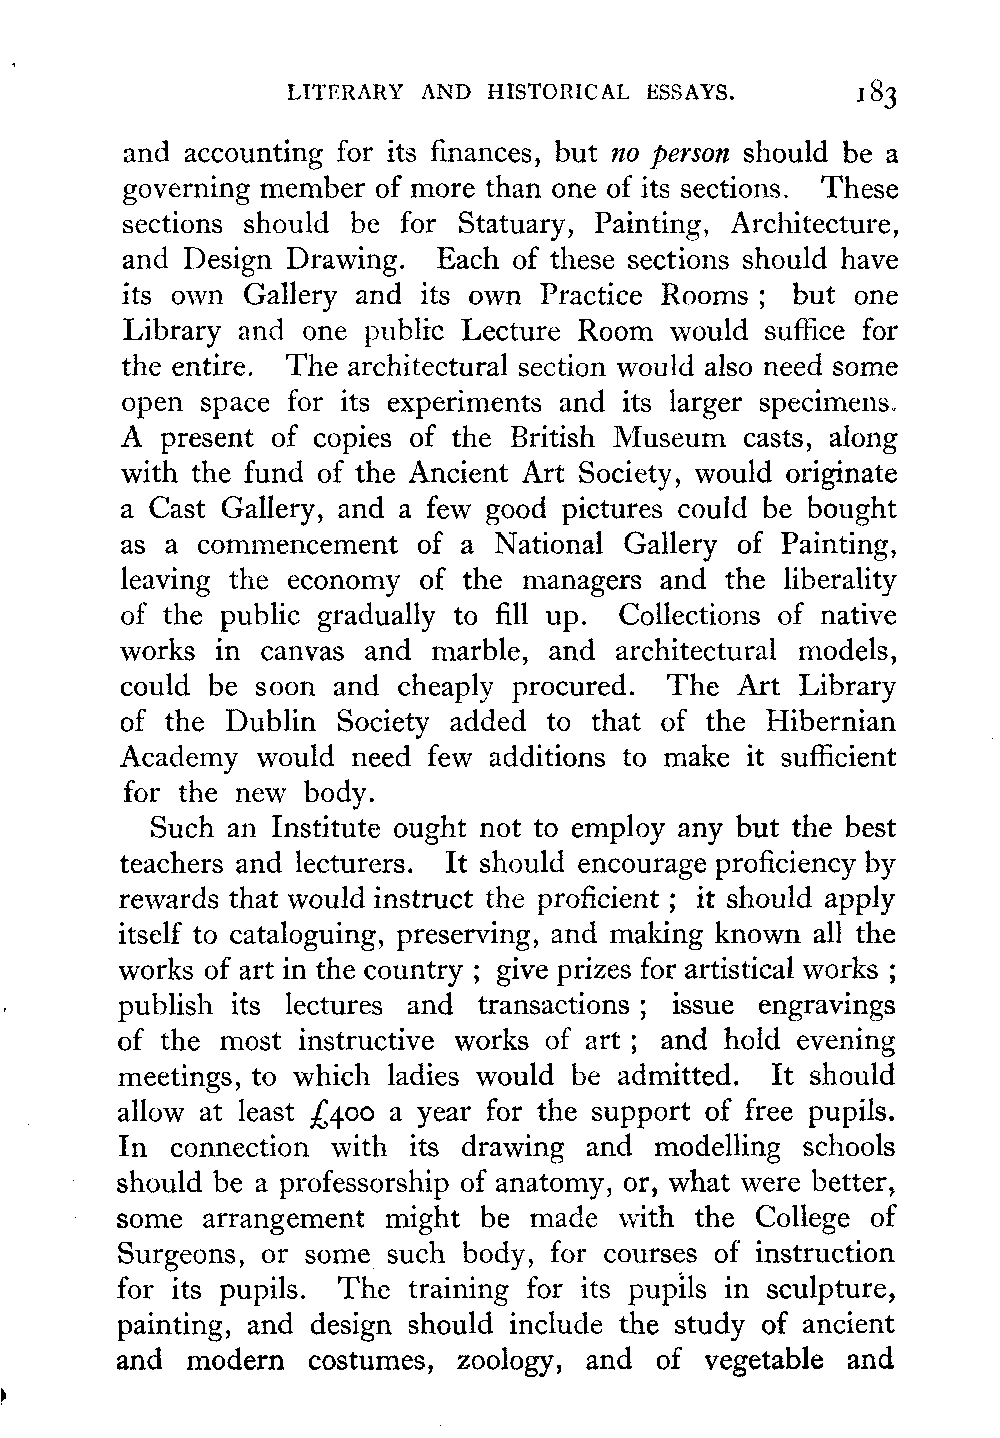 LITERARY AND HISTORICAL ESSAYS. 183
and accounting for its finances, but no person should be a
governing member of more than one of its sections. These
sections should be for Statuary, Painting, Architecture,
and Design Drawing. Each of these sections should have
its own Gallery and its own Practice Rooms ; but one
Library and one public Lecture Room would suffice for
the entire. The architectural section would also need some
open space for its experiments and its larger specimens.
A present of copies of the British Museum casts, along
with the fund of the Ancient Art Society, would originate
a Cast Gallery, and a few good pictures could be bought
as a commencement of a National Gallery of Painting,
leaving the economy of the managers and the liberality
of the public gradually to fill up. Collections of native
works in canvas and marble, and architectural models,
could be soon and cheaply procured. The Art Library
of the Dublin Society added to that of the Hibernian
Academy would need few additions to make it sufficient
for the new body.
Such an Institute ought not to employ any but the best
teachers and lecturers. It should encourage proficiency by
rewards that would instruct the proficient ; it should apply
itself to cataloguing, preserving, and making known all the
works of art in the country ; give prizes for artistical works ;
publish its lectures and transactions ; issue engravings
of the most instructive works of art ; and hold evening
meetings, to which ladies would be admitted. It should
allow at least £400 a year for the support of free pupils.
In connection with its drawing and modelling schools
should be a professorship of anatomy, or, what were better,
some arrangement might be made with the College of
Surgeons, or some such body, for courses of instruction
for its pupils. The training for its pupils in sculpture,
painting, and design should include the study of ancient
and modern costumes, zoology, and of vegetable and